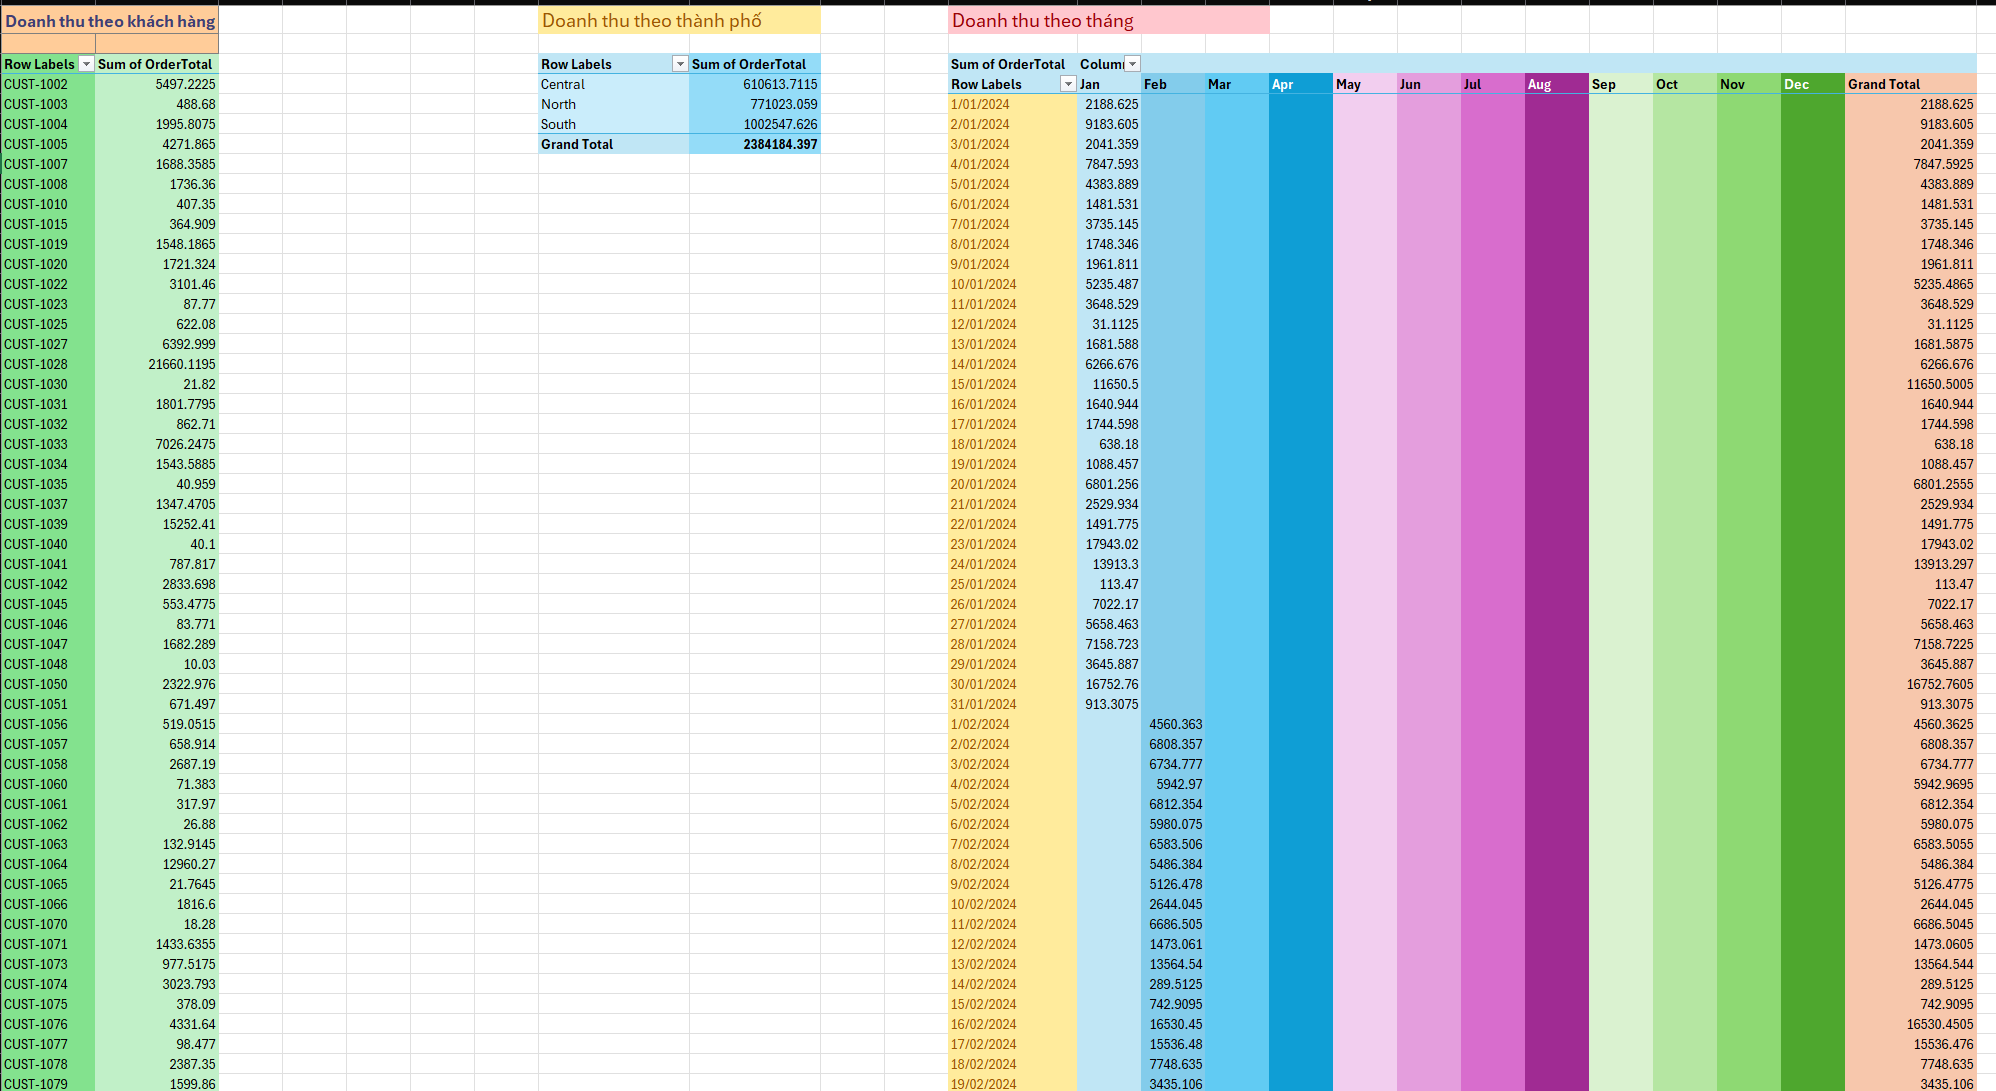 Doanh thu theo khách hàng
Row Labels Sum of OrderTotal
CUST-1002 5497.2225
CUST-1003 488.68
CUST-1004 1995.8075
CUST-1005 4271.865
CUST-1007 1688.3585
CUST-1008 1736.36
CUST-1010 407.35
CUST-1015 364.909
CUST-1019 1548.1865
CUST-1020 1721.324
CUST-1022 3101.46
CUST-1023 87.77
CUST-1025 622.08
CUST-1027 6392.999
CUST-1028 21660.1195
CUST-1030 21.82
CUST-1031 1801.7795
CUST-1032 862.71
CUST-1033 7026.2475
CUST-1034 1543.5885
CUST-1035 40.959
CUST-1037 1347.4705
CUST-1039 15252.41
CUST-1040 40.1
CUST-1041 787.817
CUST-1042 2833.698
CUST-1045 553.4775
CUST-1046 83.771
CUST-1047 1682.289
CUST-1048 10.03
CUST-1050 2322.976
CUST-1051 671.497
CUST-1056 519.0515
CUST-1057 658.914
CUST-1058 2687.19
CUST-1060 71.383
CUST-1061 317.97
CUST-1062 26.88
CUST-1063 132.9145
CUST-1064 12960.27
CUST-1065 21.7645
CUST-1066 1816.6
CUST-1070 18.28
CUST-1071 1433.6355
CUST-1073 977.5175
CUST-1074 3023.793
CUST-1075 378.09
CUST-1076 4331.64
CUST-1077 98.477
CUST-1078 2387.35
CUST-1079 1599.86
Doanh thu theo thành phố
Row Labels Sum of OrderTotal
Central 610613.7115
North 771023.059
South 1002547.626
Grand Total 2384184.397
Doanh thu theo tháng
Sum of OrderTotal Colum
Row Labels Jan Feb Mar Apr May Jun Jul Aug Sep Oct Nov Dec Grand Total
1/01/2024 2188.625 2188.625
2/01/2024 9183.605 9183.605
3/01/2024 2041.359 2041.359
4/01/2024 7847.593 7847.5925
5/01/2024 4383.889 4383.889
6/01/2024 1481.531 1481.531
7/01/2024 3735.145 3735.145
8/01/2024 1748.346 1748.346
9/01/2024 1961.811 1961.811
10/01/2024 5235.487 5235.4865
11/01/2024 3648.529 3648.529
12/01/2024 31.1125 31.1125
13/01/2024 1681.588 1681.5875
14/01/2024 6266.676 6266.676
15/01/2024 11650.5 11650.5005
16/01/2024 1640.944 1640.944
17/01/2024 1744.598 1744.598
18/01/2024 638.18 638.18
19/01/2024 1088.457 1088.457
20/01/2024 6801.256 6801.2555
21/01/2024 2529.934 2529.934
22/01/2024 1491.775 1491.775
23/01/2024 17943.02 17943.02
24/01/2024 13913.3 13913.297
25/01/2024 113.47 113.47
26/01/2024 7022.17 7022.17
27/01/2024 5658.463 5658.463
28/01/2024 7158.723 7158.7225
29/01/2024 3645.887 3645.887
30/01/2024 16752.76 16752.7605
31/01/2024 913.3075 913.3075
1/02/2024 4560.363 4560.3625
2/02/2024 6808.357 6808.357
3/02/2024 6734.777 6734.777
4/02/2024 5942.97 5942.9695
5/02/2024 6812.354 6812.354
6/02/2024 5980.075 5980.075
7/02/2024 6583.506 6583.5055
8/02/2024 5486.384 5486.384
9/02/2024 5126.478 5126.4775
10/02/2024 2644.045 2644.045
11/02/2024 6686.505 6686.5045
12/02/2024 1473.061 1473.0605
13/02/2024 13564.54 13564.544
14/02/2024 289.5125 289.5125
15/02/2024 742.9095 742.9095
16/02/2024 16530.45 16530.4505
17/02/2024 15536.48 15536.476
18/02/2024 7748.635 7748.635
19/02/2024 3435.106 3435.106